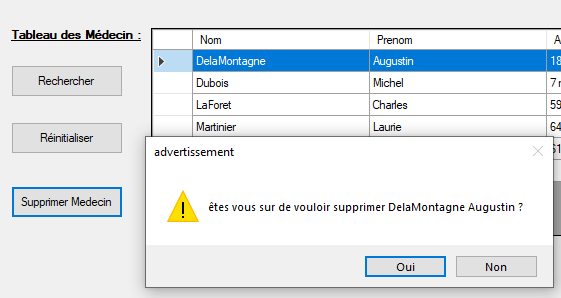 Tableau des Médecin :
Nom Prenom A
DelaMontagne Augustin 18
Dubois Michel 7 r
LaForet Charles 59
Martinier Laurie 64
61
Rechercher
Réinitialiser
Supprimer Medecin
advertissement
êtes vous sur de vouloir supprimer DelaMontagne Augustin ?
Oui Non